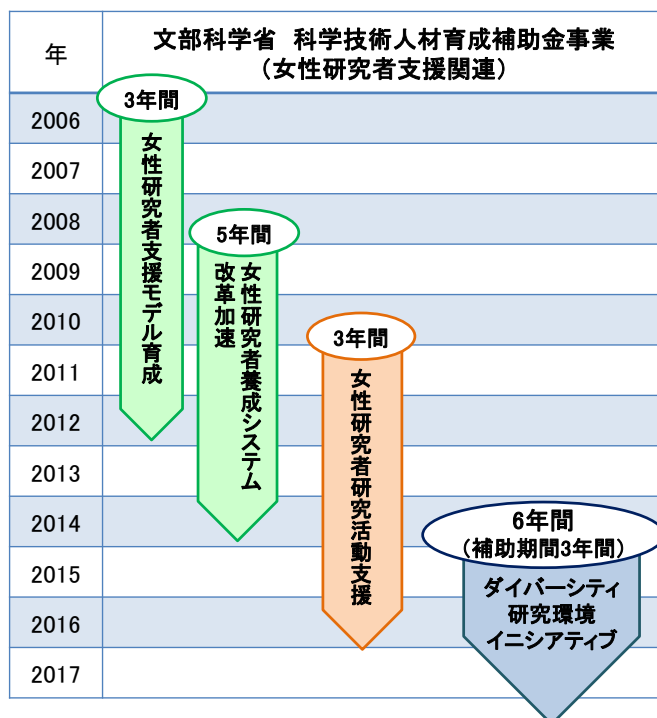 年
文部科学省 科学技術人材育成補助金事業
（女性研究者支援関連）
2006
2007
2008
2009
2010
2011
2012
2013
2014
2015
2016
2017
3年間
女性研究者支援モデル育成
5年間
女性研究者養成システム
改革加速
3年間
女性研究者研究活動支援
6年間
（補助期間3年間）
ダイバーシティ
研究環境
イニシアティブ